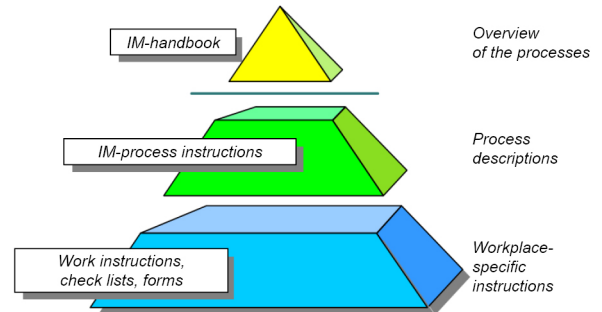 IM-handbook
Overview
of the processes
IM-process instructions
Process
descriptions
Work instructions,
check lists, forms
Workplace-
specific
instructions